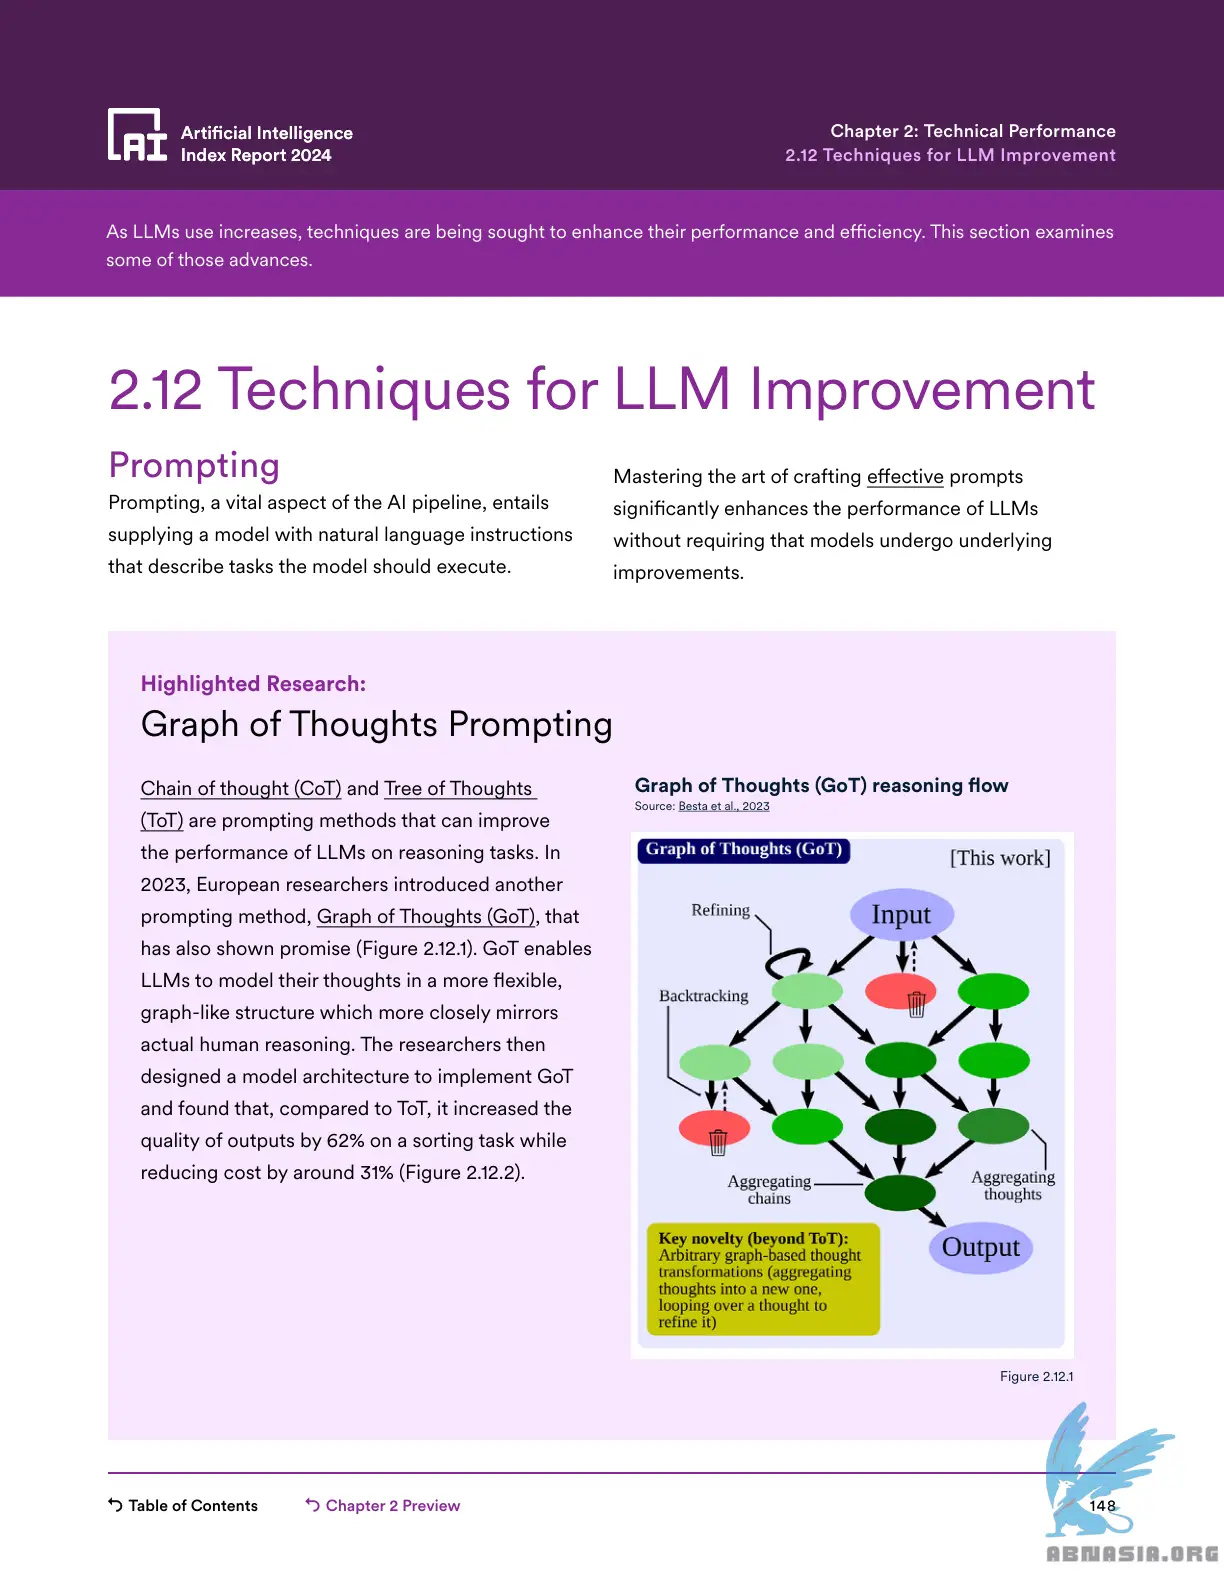 Artificial Intelligence
Index Report 2024
Chapter 2: Technical Performance
2.12 Techniques for LLM Improvement
As LLMs use increases, techniques are being sought to enhance their performance and efficiency. This section examines
some of those advances.
2.12 Techniques for LLM Improvement
Prompting
Prompting, a vital aspect of the AI pipeline, entails
supplying a model with natural language instructions
that describe tasks the model should execute.
Mastering the art of crafting effective prompts
significantly enhances the performance of LLMs
without requiring that models undergo underlying
improvements.
Highlighted Research:
Graph of Thoughts Prompting
Chain of thought (CoT) and Tree of Thoughts
(ToT) are prompting methods that can improve
the performance of LLMs on reasoning tasks. In
2023, European researchers introduced another
prompting method, Graph of Thoughts (GoT), that
has also shown promise (Figure 2.12.1). GoT enables
LLMs to model their thoughts in a more flexible,
graph-like structure which more closely mirrors
actual human reasoning. The researchers then
designed a model architecture to implement GoT
and found that, compared to ToT, it increased the
quality of outputs by 62% on a sorting task while
reducing cost by around 31% (Figure 2.12.2).
Graph of Thoughts (GoT) reasoning flow
Source: Besta et al., 2023
Graph of Thoughts (GoT)
[This work]
Refining
Input
Backtracking
Aggregating
chains
Aggregating
thoughts
Output
Key novelty (beyond ToT):
Arbitrary graph-based thought
transformations (aggregating
thoughts into a new one,
looping over a thought to
refine it)
Figure 2.12.1
Table of Contents
Chapter 2 Preview
148
ABNASIA.ORG